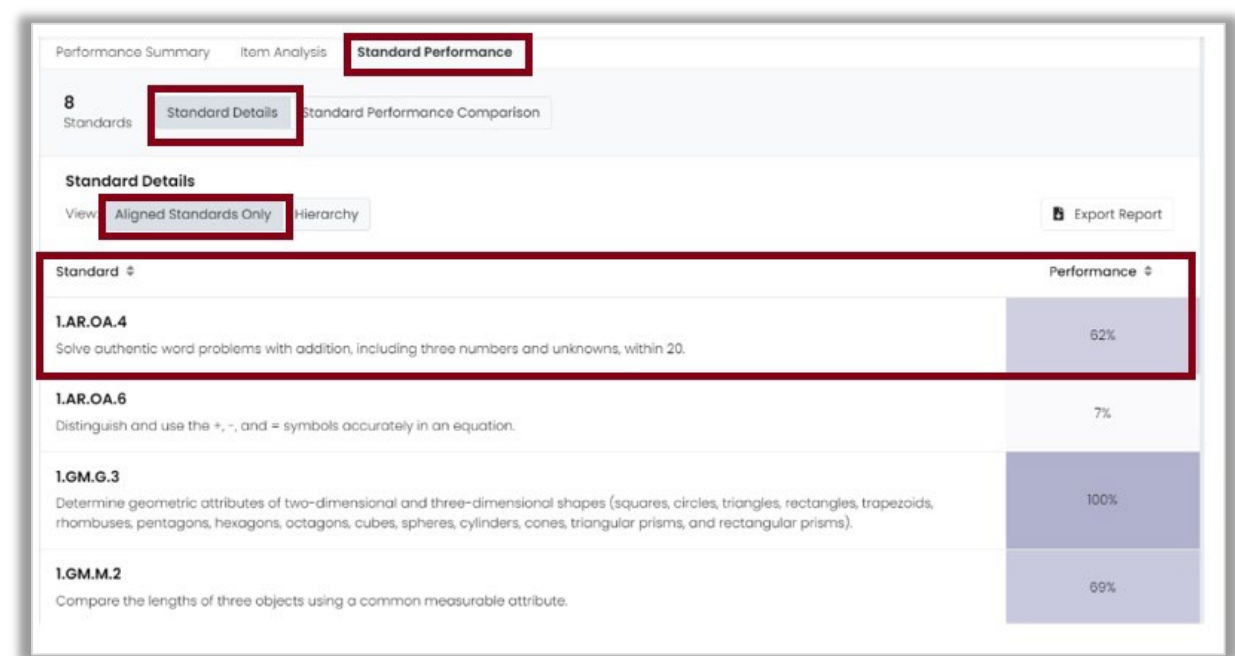 Performance Summary Item Analysis Standard Performance
8
Standards
Standard Details Standard Performance Comparison
Standard Details
View: Aligned Standards Only Hierarchy Export Report
Standard Performance
1.AR.OA.4
Solve authentic word problems with addition, including three numbers and unknowns, within 20.
62%
1.AR.OA.6
Distinguish and use the +, -, and = symbols accurately in an equation.
7%
1.GM.G.3
Determine geometric attributes of two-dimensional and three-dimensional shapes (squares, circles, triangles, rectangles, trapezoids,
rhombuses, pentagons, hexagons, octagons, cubes, spheres, cylinders, cones, triangular prisms, and rectangular prisms).
100%
1.GM.M.2
Compare the lengths of three objects using a common measurable attribute.
69%